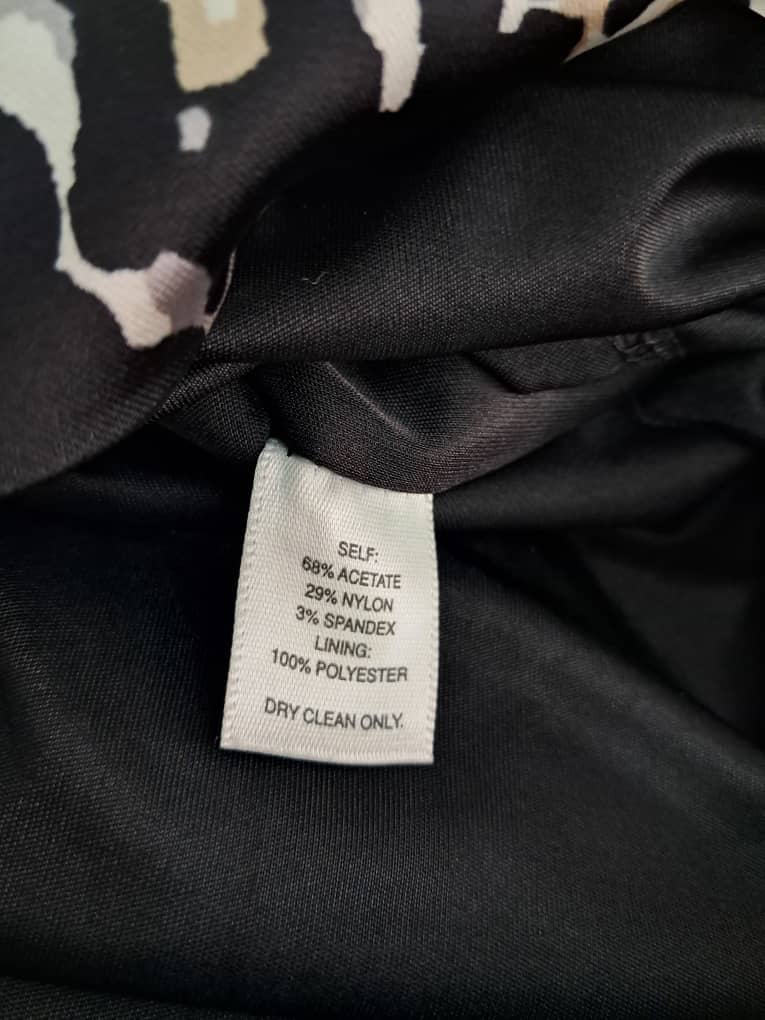 SELF:
68% ACETATE
29% NYLON
3% SPANDEX
LINING:
100% POLYESTER
DRY CLEAN ONLY.